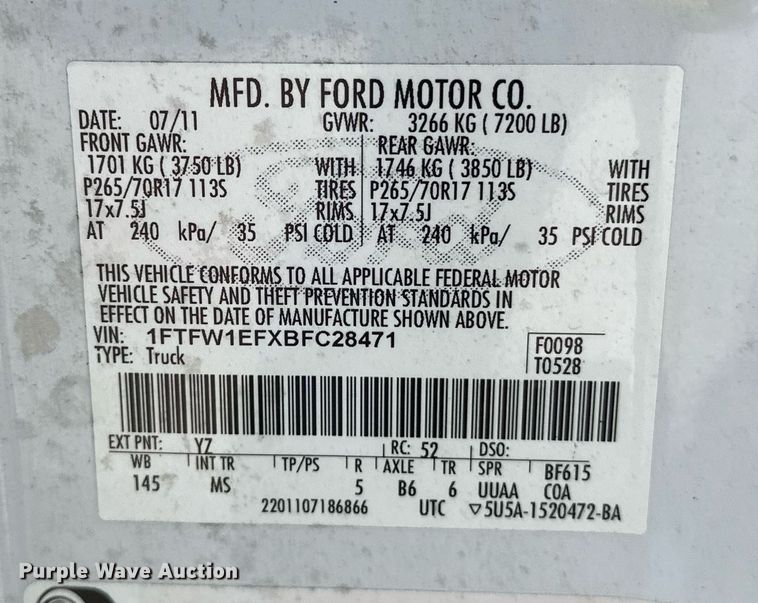 MFD. BY FORD MOTOR CO.
DATE: 07/11 GVWR: 3266 KG ( 7200 LB)
FRONT GAWR: REAR GAWR:
1701 KG ( 3750 LB) WITH 1746 KG ( 3850 LB) WITH
P265/70R17 113S TIRES P265/70R17 113S TIRES
17x7.5J RIMS 17x7.5J RIMS
AT 240 kPa/ 35 PSI COLD AT 240 kPa/ 35 PSI COLD
THIS VEHICLE CONFORMS TO ALL APPLICABLE FEDERAL MOTOR
VEHICLE SAFETY AND THEFT PREVENTION STANDARDS IN
EFFECT ON THE DATE OF MANUFACTURE SHOWN ABOVE.
VIN: 1FTFW1EFXBFC28471
TYPE: Truck
F0098
T0528
EXT PNT: YZ RC: 52 DSO:
WB INT TR TP/PS R AXLE TR SPR BF615
145 MS 5 B6 6 UUAA COA
2201107186866 UTC ▽5U5A-1520472-BA
Purple Wave Auction